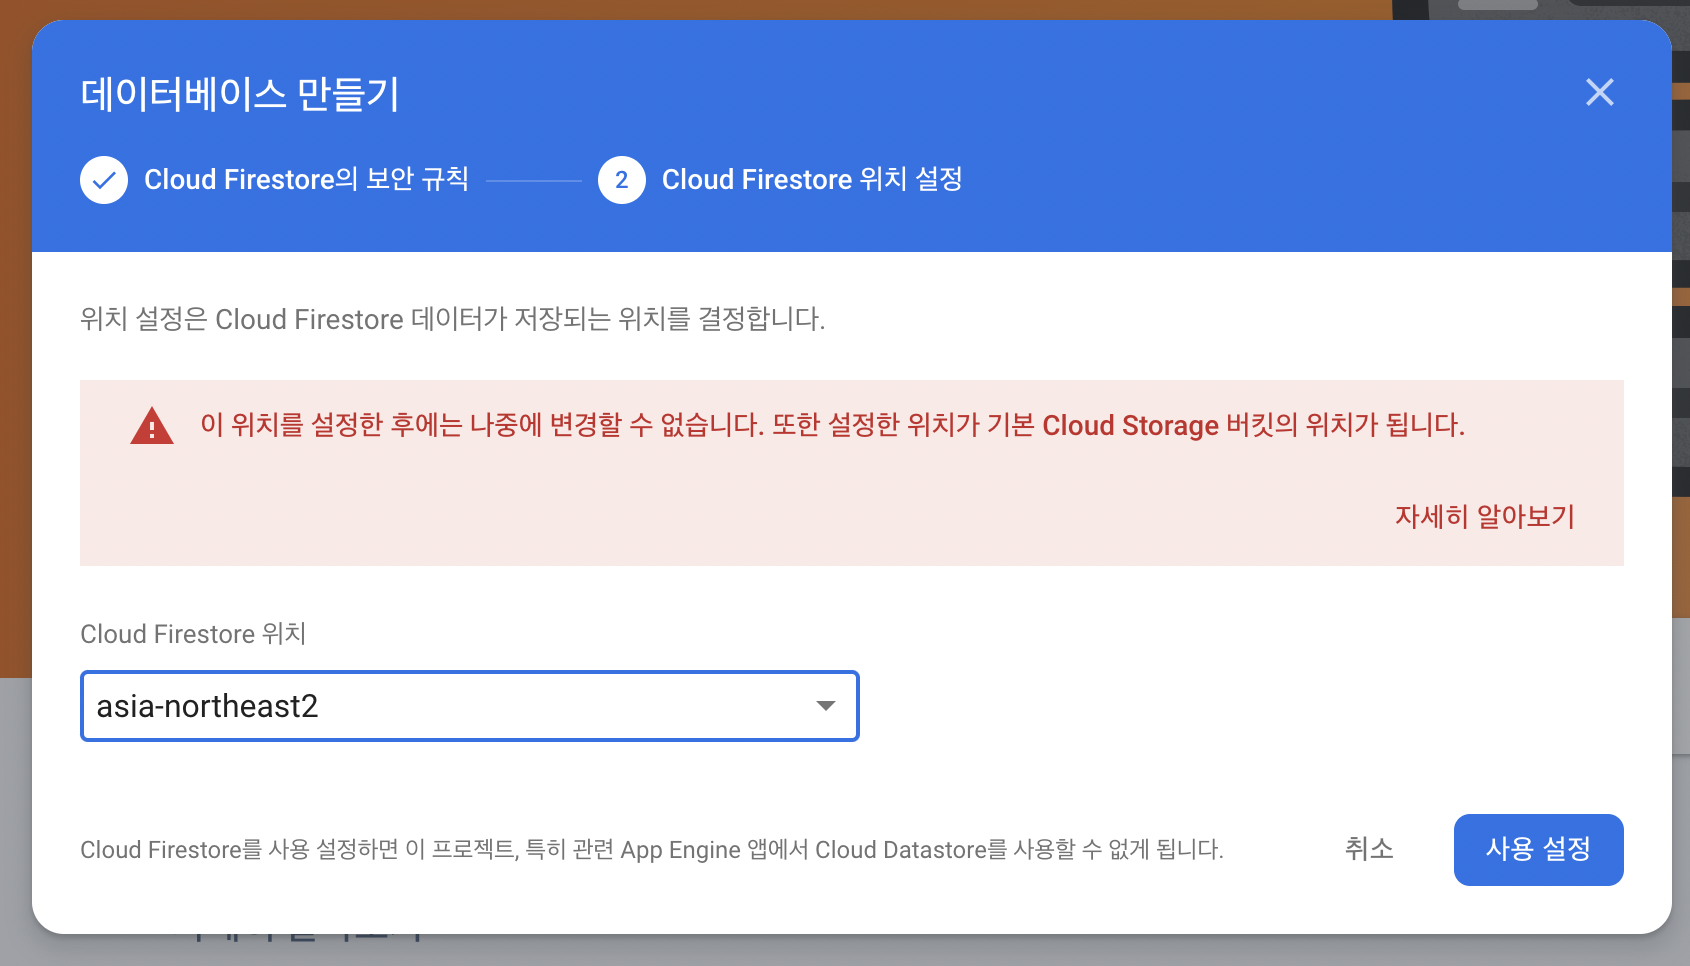 데이터베이스 만들기
Cloud Firestore의 보안 규칙
2 Cloud Firestore 위치 설정
위치 설정은 Cloud Firestore 데이터가 저장되는 위치를 결정합니다.
이 위치를 설정한 후에는 나중에 변경할 수 없습니다. 또한 설정한 위치가 기본 Cloud Storage 버킷의 위치가 됩니다.
자세히 알아보기
Cloud Firestore 위치
asia-northeast2
Cloud Firestore를 사용 설정하면 이 프로젝트, 특히 관련 App Engine 앱에서 Cloud Datastore를 사용할 수 없게 됩니다.
취소
사용 설정